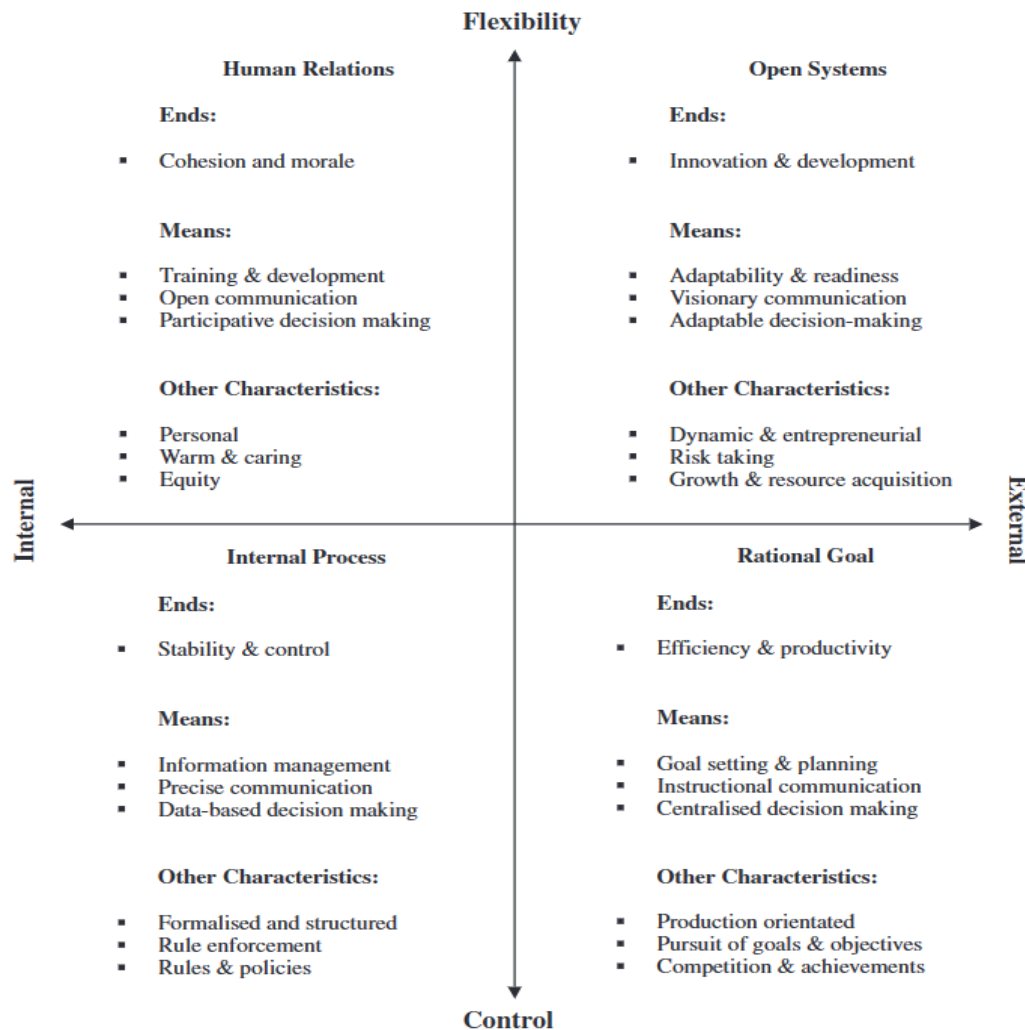 Flexibility
Human Relations
Ends:
▪ Cohesion and morale
Means:
▪ Training & development
▪ Open communication
▪ Participative decision making
Other Characteristics:
▪ Personal
▪ Warm & caring
▪ Equity
Open Systems
Ends:
▪ Innovation & development
Means:
▪ Adaptability & readiness
▪ Visionary communication
▪ Adaptable decision-making
Other Characteristics:
▪ Dynamic & entrepreneurial
▪ Risk taking
▪ Growth & resource acquisition
Internal
External
Internal Process
Ends:
▪ Stability & control
Means:
▪ Information management
▪ Precise communication
▪ Data-based decision making
Other Characteristics:
▪ Formalised and structured
▪ Rule enforcement
▪ Rules & policies
Rational Goal
Ends:
▪ Efficiency & productivity
Means:
▪ Goal setting & planning
▪ Instructional communication
▪ Centralised decision making
Other Characteristics:
▪ Production orientated
▪ Pursuit of goals & objectives
▪ Competition & achievements
Control